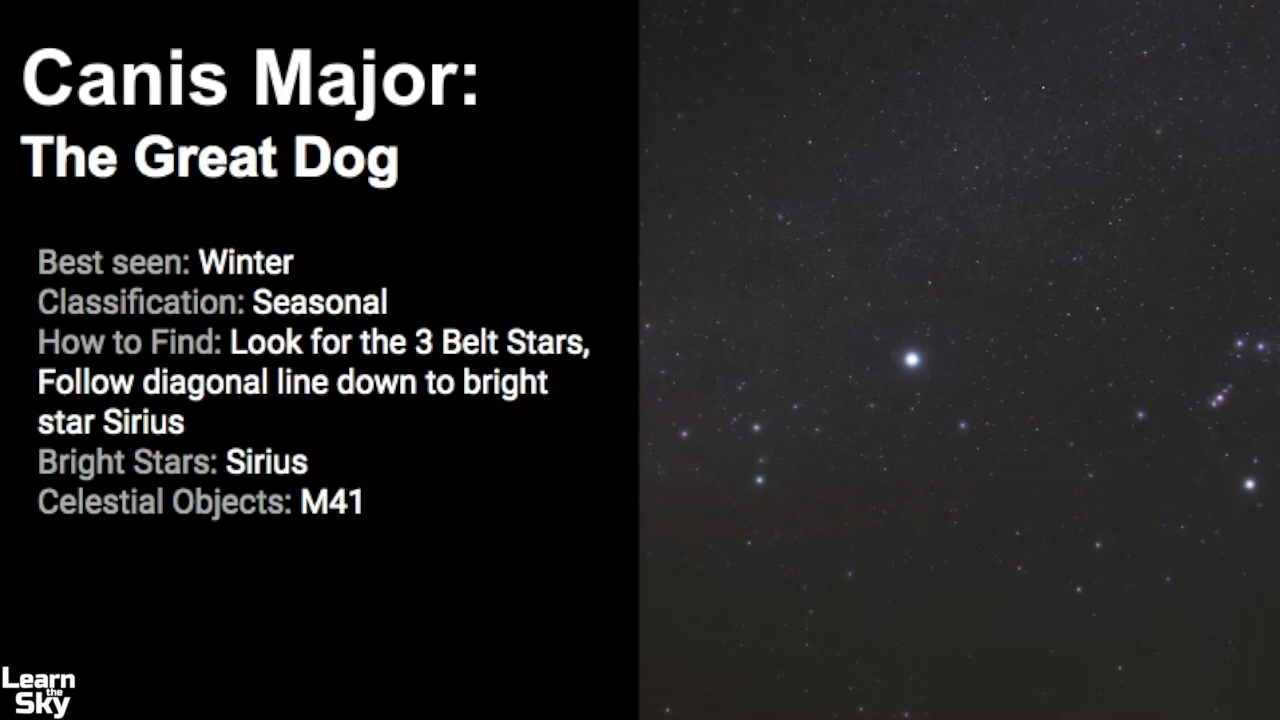 Canis Major:
The Great Dog
Best seen: Winter
Classification: Seasonal
How to Find: Look for the 3 Belt Stars,
Follow diagonal line down to bright
star Sirius
Bright Stars: Sirius
Celestial Objects: M41
Learn
the
Sky